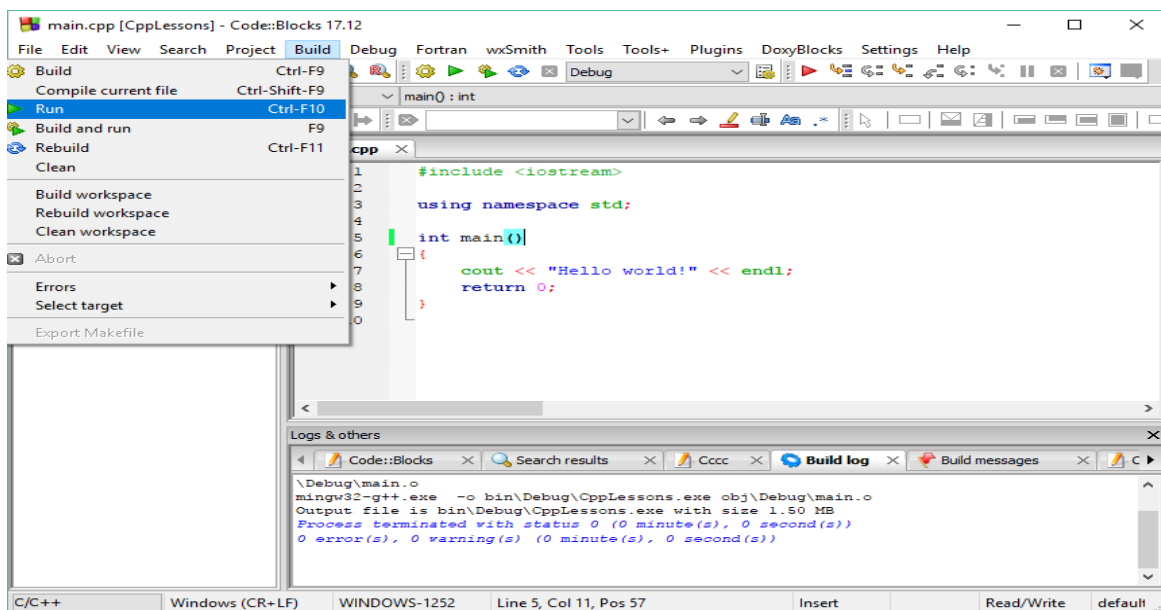 main.cpp [CppLessons] - Code::Blocks 17.12
File Edit View Search Project Build Debug Fortran wxSmith Tools Tools+ Plugins DoxyBlocks Settings Help
Build Ctrl-F9
Compile current file Ctrl-Shift-F9
Run Ctrl-F10
Build and run F9
Rebuild Ctrl-F11
Clean
Build workspace
Rebuild workspace
Clean workspace
Abort
Errors
Select target
Export Makefile
Debug
main() : int
.cpp
1 #include <iostream>
2
3 using namespace std;
4
5 int main()
6 {
7 cout << "Hello world!" << endl;
8 return 0;
9 }
Logs & others
Code::Blocks Search results Cccc Build log Build messages C
\Debug\main.o
mingw32-g++.exe -o bin\Debug\CppLessons.exe obj\Debug\main.o
Output file is bin\Debug\CppLessons.exe with size 1.50 MB
Process terminated with status 0 (0 minute(s), 0 second(s))
0 error(s), 0 warning(s) (0 minute(s), 0 second(s))
C/C++ Windows (CR+LF) WINDOWS-1252 Line 5, Col 11, Pos 57 Insert Read/Write default